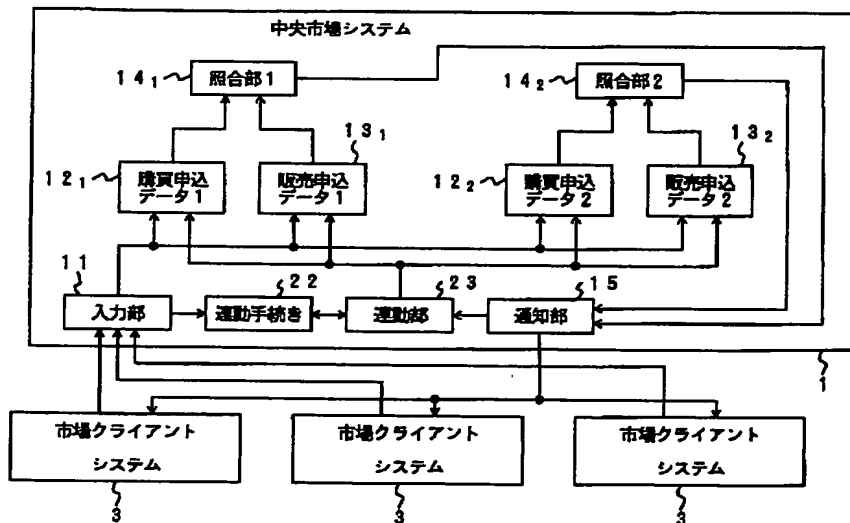 中央市場システム
14₁
照合部1
14₂
照合部2
13₁
13₂
12₁
購買申込
データ1
販売申込
データ1
12₂
購買申込
データ2
販売申込
データ2
11
22
23
15
入力部
連動手続き
連動部
通知部
1
市場クライアント
システム
市場クライアント
システム
市場クライアント
システム
3
3
3